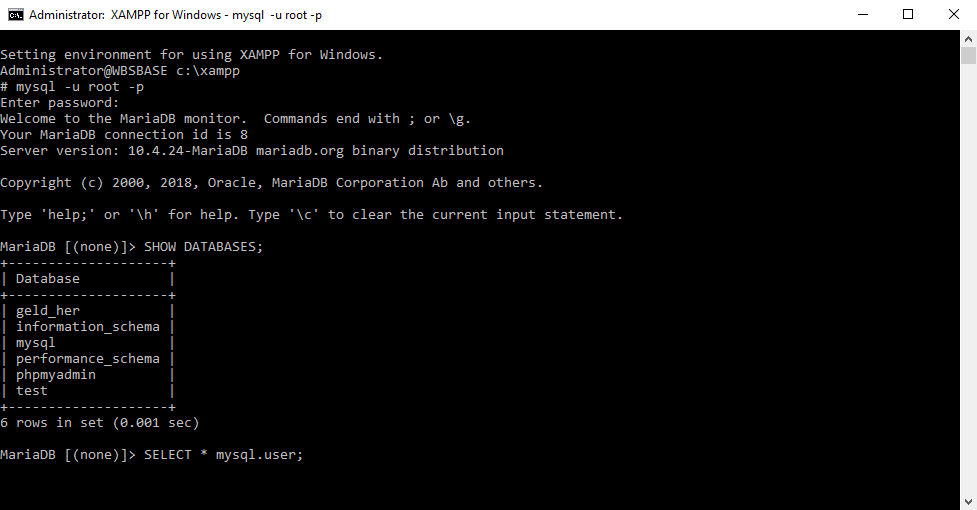 Administrator:  XAMPP for Windows - mysql  -u root -p
Setting environment for using XAMPP for Windows.
Administrator@WBSBASE c:\xampp
# mysql -u root -p
Enter password:
Welcome to the MariaDB monitor.  Commands end with ; or \g.
Your MariaDB connection id is 8
Server version: 10.4.24-MariaDB mariadb.org binary distribution

Copyright (c) 2000, 2018, Oracle, MariaDB Corporation Ab and others.

Type 'help;' or '\h' for help. Type '\c' to clear the current input statement.

MariaDB [(none)]> SHOW DATABASES;
+--------------------+
| Database           |
+--------------------+
| geld_her           |
| information_schema |
| mysql              |
| performance_schema |
| phpmyadmin         |
| test               |
+--------------------+
6 rows in set (0.001 sec)

MariaDB [(none)]> SELECT * mysql.user;